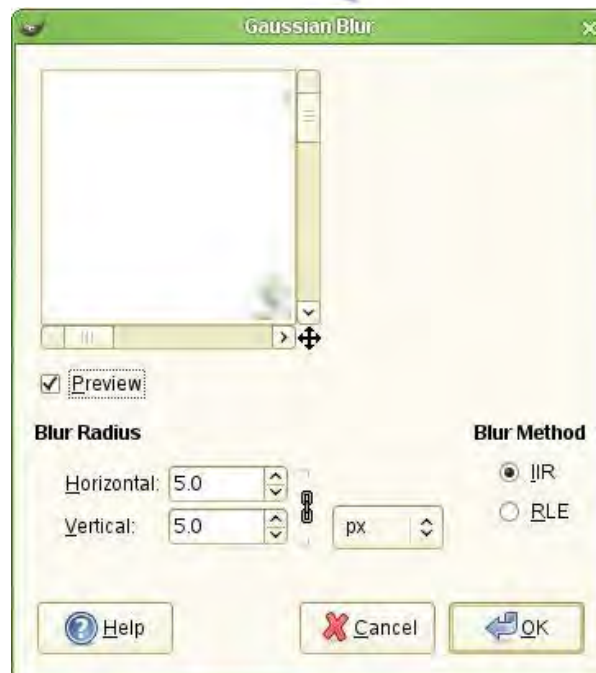 Gaussian Blur
Preview
Blur Radius
Blur Method
Horizontal: 5.0
IIR
Vertical: 5.0
px
RLE
Help
Cancel
OK